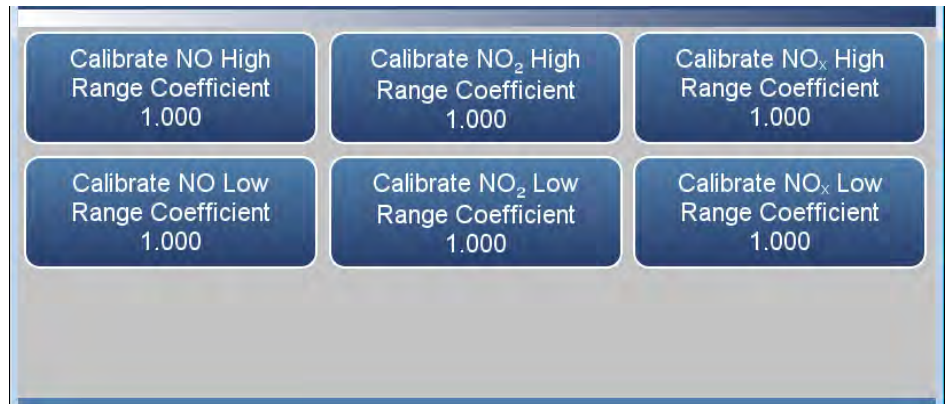 Calibrate NO High
Range Coefficient
1.000
Calibrate NO₂ High
Range Coefficient
1.000
Calibrate NOₓ High
Range Coefficient
1.000
Calibrate NO Low
Range Coefficient
1.000
Calibrate NO₂ Low
Range Coefficient
1.000
Calibrate NOₓ Low
Range Coefficient
1.000